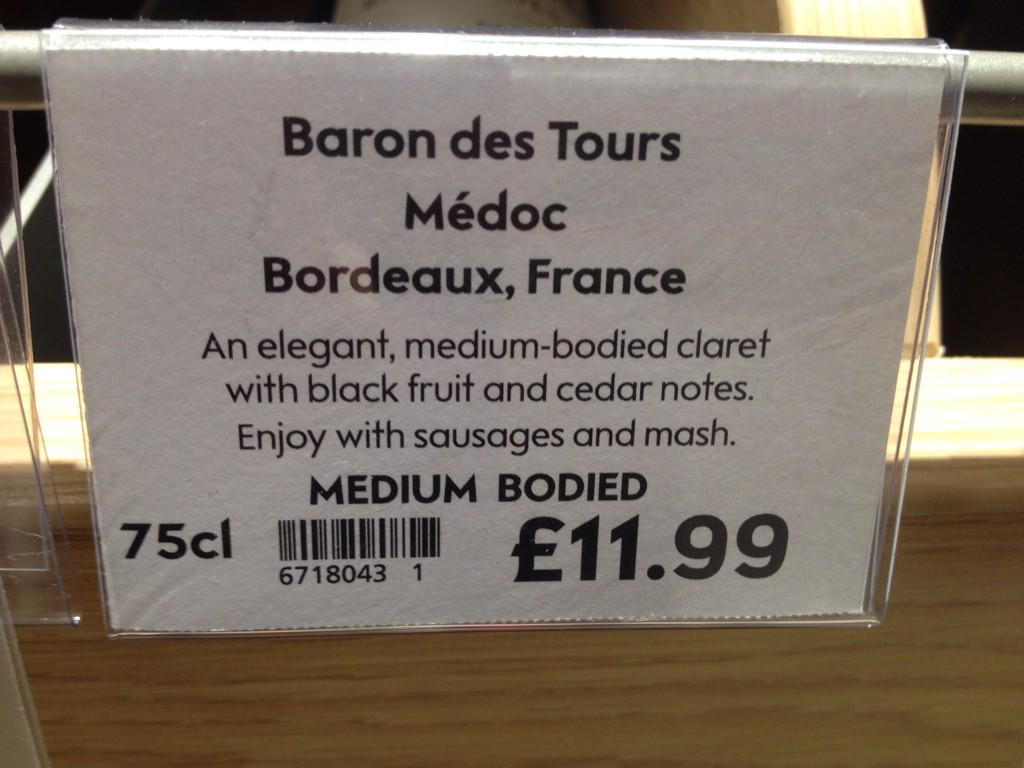 Baron des Tours
Médoc
Bordeaux, France
An elegant, medium-bodied claret
with black fruit and cedar notes.
Enjoy with sausages and mash.
MEDIUM BODIED
75cl
6718043 1
£11.99